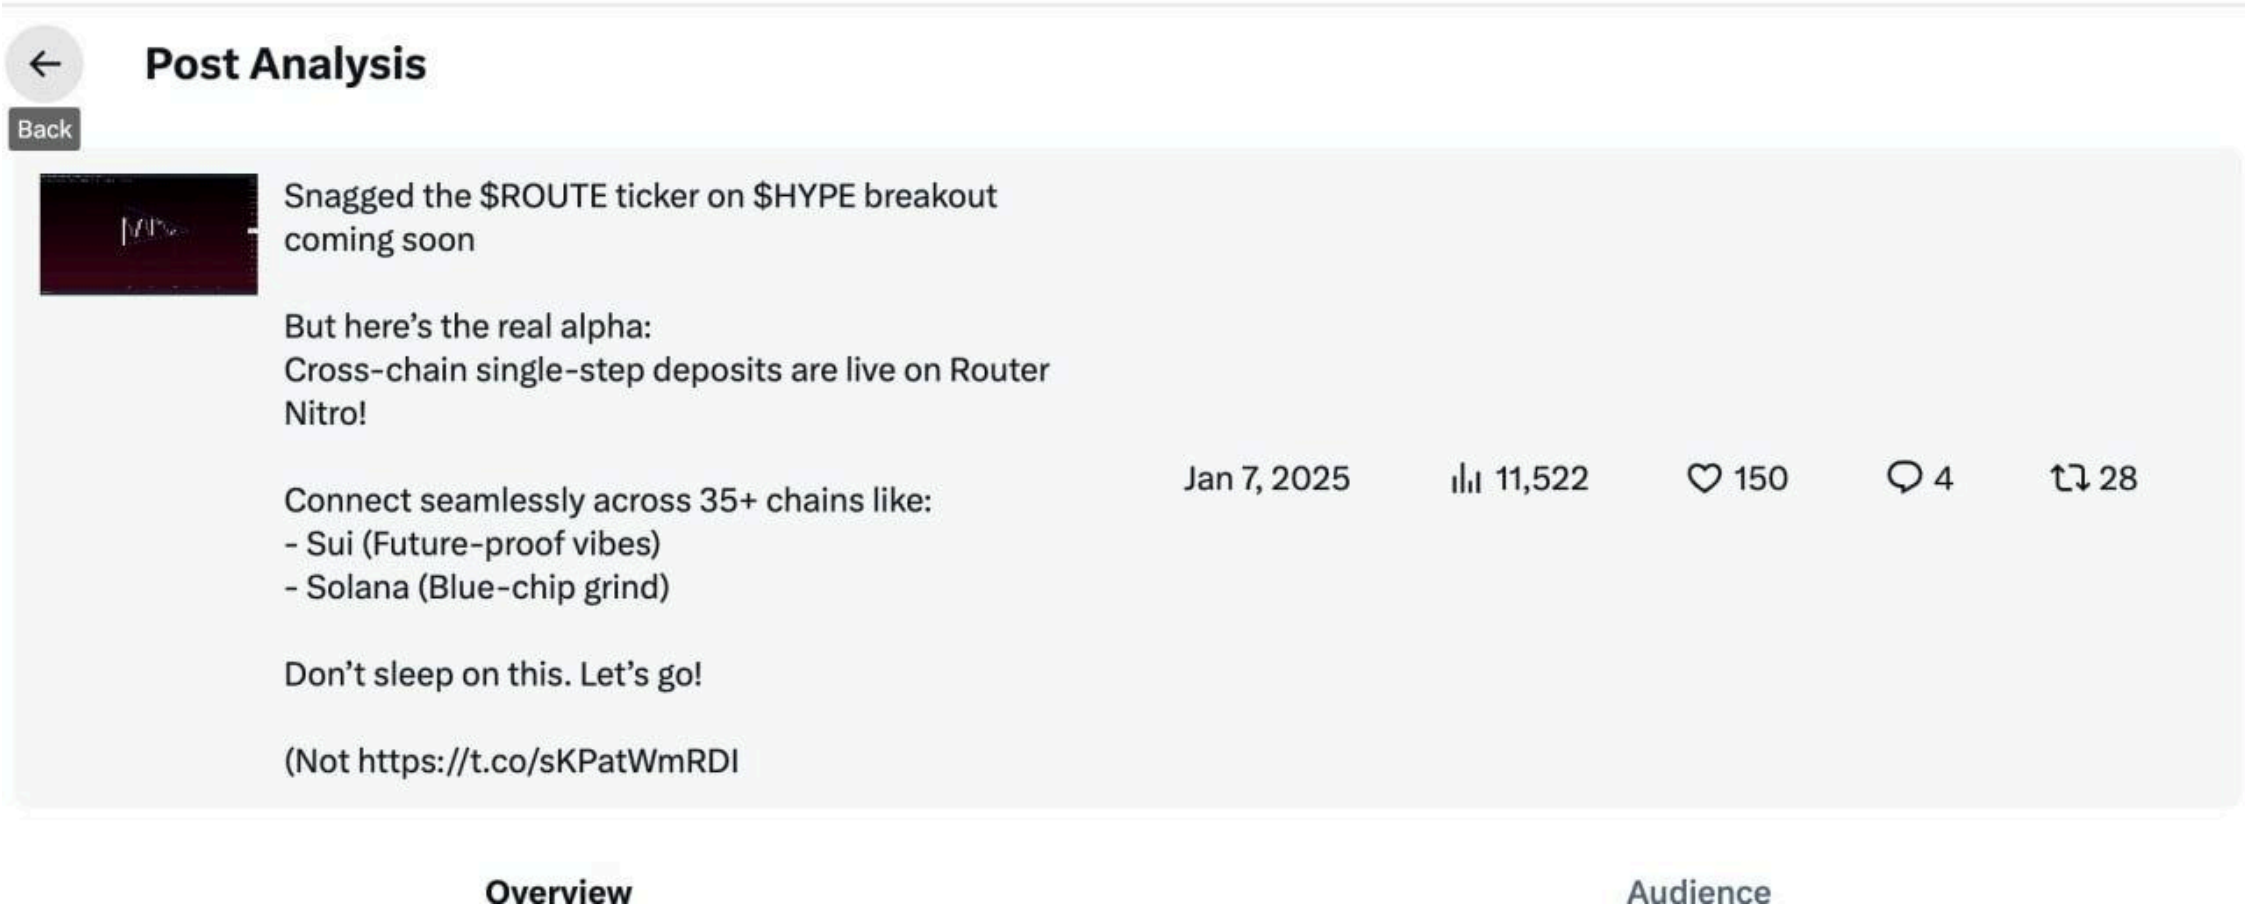 Post Analysis
Back
Snagged the $ROUTE ticker on $HYPE breakout
coming soon
But here's the real alpha:
Cross-chain single-step deposits are live on Router
Nitro!
Connect seamlessly across 35+ chains like:
- Sui (Future-proof vibes)
- Solana (Blue-chip grind)
Don't sleep on this. Let's go!
(Not https://t.co/sKPatWmRDI
Jan 7, 2025 11,522 150 4 28
Overview Audience